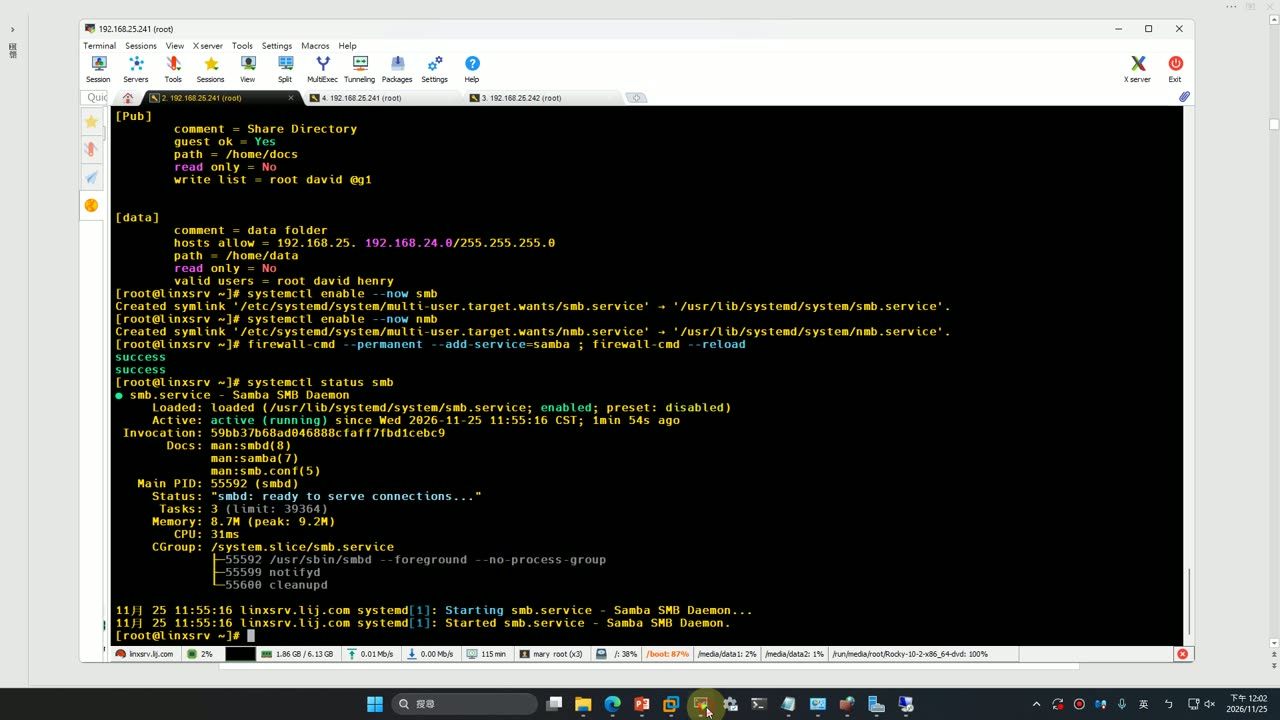 192.168.25.241 (root)
Terminal Sessions View X server Tools Settings Macros Help
Session Servers Tools Sessions View Split MultiExec Tunneling Packages Settings Help X server Exit
Quic 2. 192.168.25.241 (root) 4. 192.168.25.241 (root) 3. 192.168.25.242 (root)
[Pub]
comment = Share Directory
guest ok = Yes
path = /home/docs
read only = No
write list = root david @g1
[data]
comment = data folder
hosts allow = 192.168.25. 192.168.24.0/255.255.255.0
path = /home/data
read only = No
valid users = root david henry
[root@linxsrv ~]# systemctl enable --now smb
Created symlink '/etc/systemd/system/multi-user.target.wants/smb.service' → '/usr/lib/systemd/system/smb.service'.
[root@linxsrv ~]# systemctl enable --now nmb
Created symlink '/etc/systemd/system/multi-user.target.wants/nmb.service' → '/usr/lib/systemd/system/nmb.service'.
[root@linxsrv ~]# firewall-cmd --permanent --add-service=samba ; firewall-cmd --reload
success
success
[root@linxsrv ~]# systemctl status smb
● smb.service - Samba SMB Daemon
Loaded: loaded (/usr/lib/systemd/system/smb.service; enabled; preset: disabled)
Active: active (running) since Wed 2026-11-25 11:55:16 CST; 1min 54s ago
Invocation: 59bb37b68ad046888cfaff7fbd1cebc9
Docs: man:smbd(8)
man:samba(7)
man:smb.conf(5)
Main PID: 55592 (smbd)
Status: "smbd: ready to serve connections..."
Tasks: 3 (limit: 39364)
Memory: 8.7M (peak: 9.2M)
CPU: 31ms
CGroup: /system.slice/smb.service
├─55592 /usr/sbin/smbd --foreground --no-process-group
├─55599 notifyd
└─55600 cleanupd
11月 25 11:55:16 linxsrv.lij.com systemd[1]: Starting smb.service - Samba SMB Daemon...
11月 25 11:55:16 linxsrv.lij.com systemd[1]: Started smb.service - Samba SMB Daemon.
[root@linxsrv ~]#
linxsrv.lij.com 2% 1.86 GB / 6.13 GB 0.01 Mb/s 0.00 Mb/s 115 min mary root (x3) /: 38% /boot: 87% /media/data1: 2% /media/data2: 1% /run/media/root/Rocky-10-2-x86_64-dvd: 100%
搜尋 英 ㄅ 下午 12:02
2026/11/25